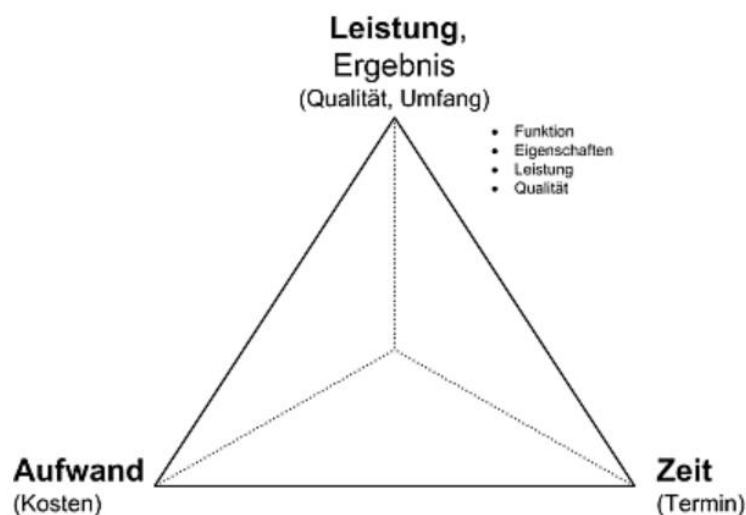 Leistung,
Ergebnis
(Qualität, Umfang)
• Funktion
• Eigenschaften
• Leistung
• Qualität
Aufwand
(Kosten)
Zeit
(Termin)